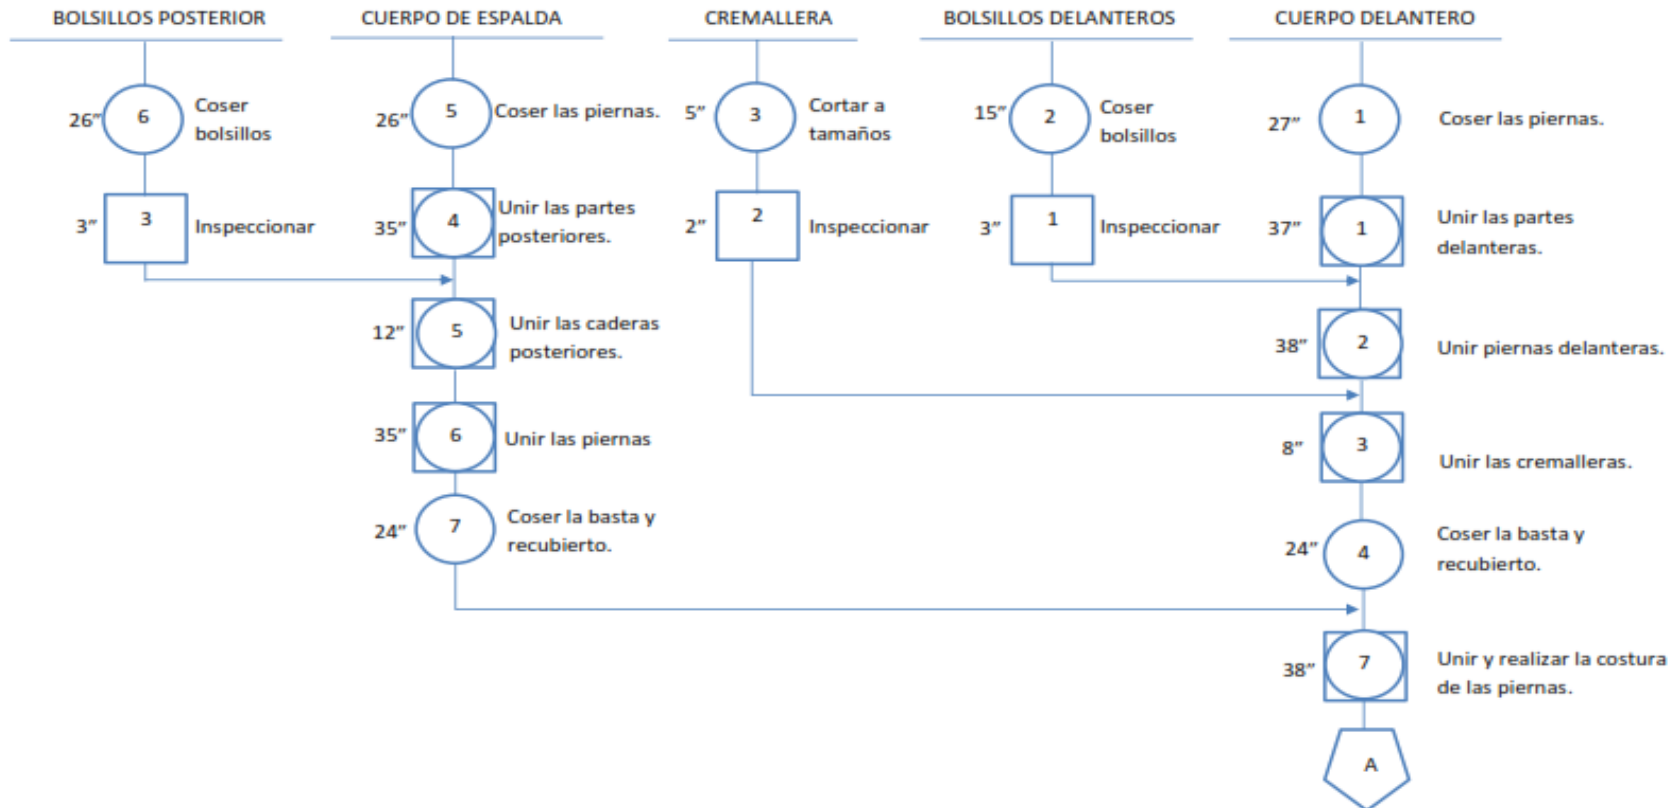 BOLSILLOS POSTERIOR
CUERPO DE ESPALDA
CREMALLERA
BOLSILLOS DELANTEROS
CUERPO DELANTERO
26” 6 Coser
bolsillos
3” 3 Inspeccionar
26” 5 Coser las piernas.
35” 4 Unir las partes
posteriores.
12” 5 Unir las caderas
posteriores.
35” 6 Unir las piernas
24” 7 Coser la basta y
recubierto.
5” 3 Cortar a
tamaños
2” 2 Inspeccionar
15” 2 Coser
bolsillos
3” 1 Inspeccionar
27” 1 Coser las piernas.
37” 1 Unir las partes
delanteras.
38” 2 Unir piernas delanteras.
8” 3 Unir las cremalleras.
24” 4 Coser la basta y
recubierto.
38” 7 Unir y realizar la costura
de las piernas.
A